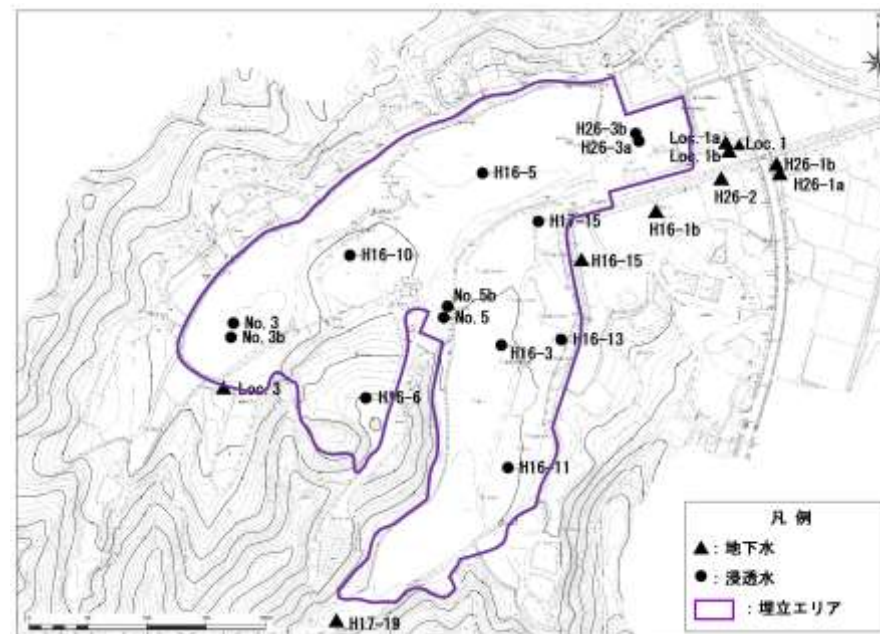 H26-3b
H26-3a
Loc. 1a
Loc. 1
Loc. 1b
H26-1b
H26-1a
H26-2
H16-5
H16-1b
H17-15
H16-10
H16-15
No. 5b
No. 5
No. 3
No. 3b
H16-13
H16-3
Loc. 3
H16-6
H16-11
H17-19
凡 例
▲ : 地下水
● : 浸透水
: 埋立エリア